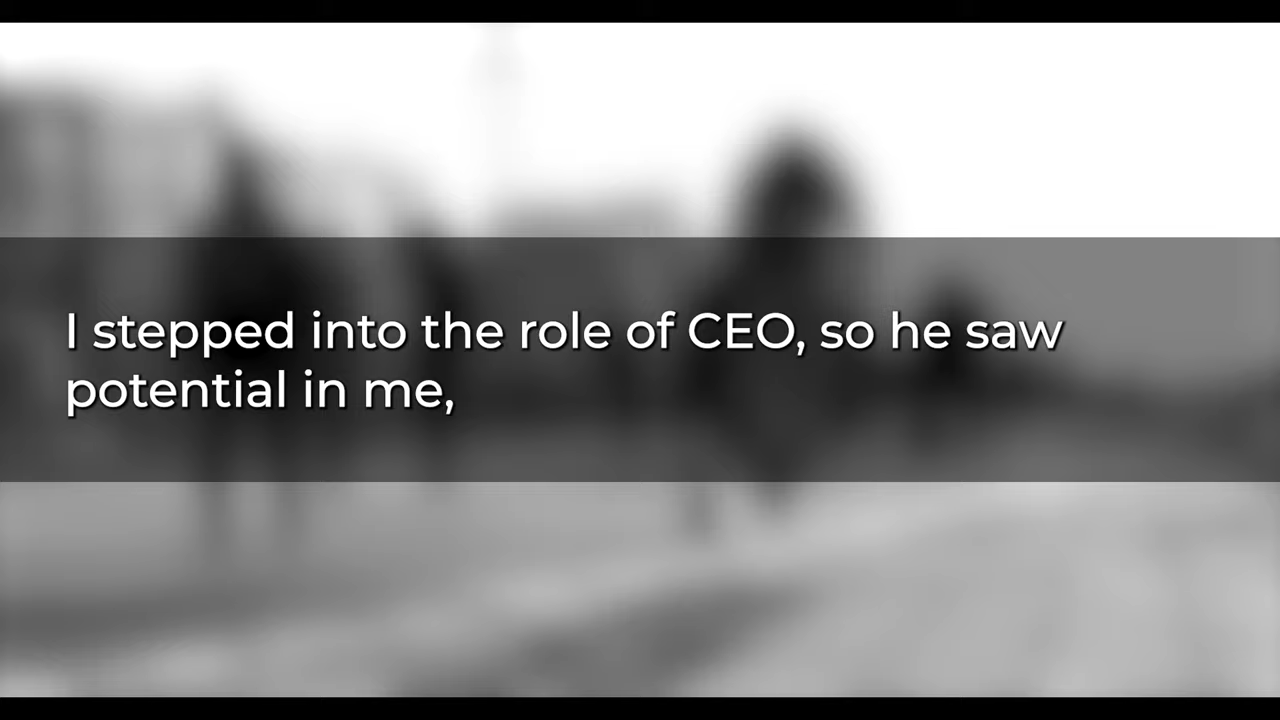 I stepped into the role of CEO, so he saw
potential in me,